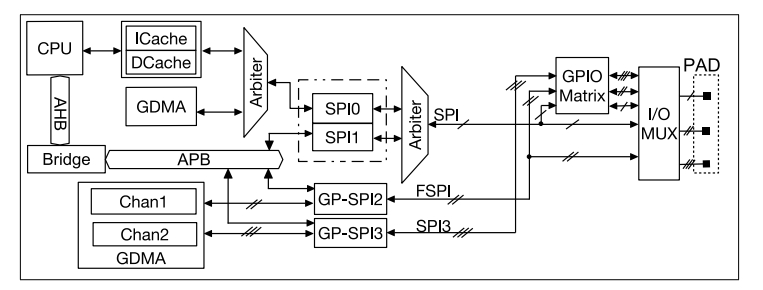 CPU
ICache
DCache
Arbiter
GDMA
AHB
SPI0
SPI1
Arbiter
SPI
GPIO
Matrix
I/O
MUX
PAD
Bridge
APB
Chan1
Chan2
GDMA
GP-SPI2
FSPI
GP-SPI3
SPI3